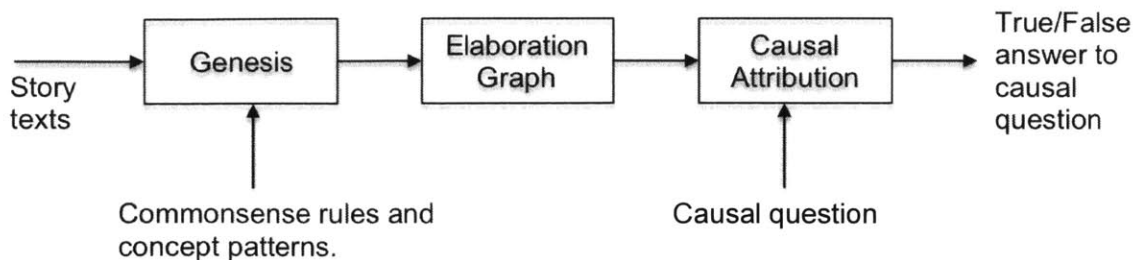 Story
texts
Genesis
Elaboration
Graph
Causal
Attribution
True/False
answer to
causal
question
Commonsense rules and
concept patterns.
Causal question